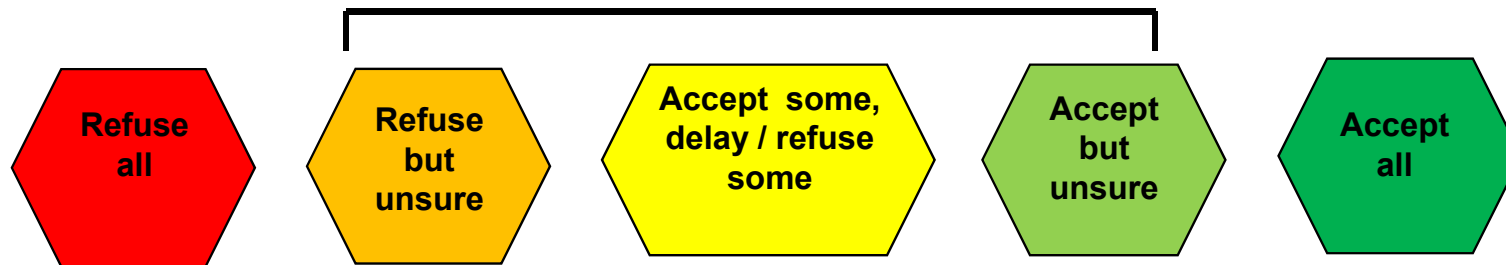 Refuse
all
Refuse
but
unsure
Accept some,
delay / refuse
some
Accept
but
unsure
Accept
all